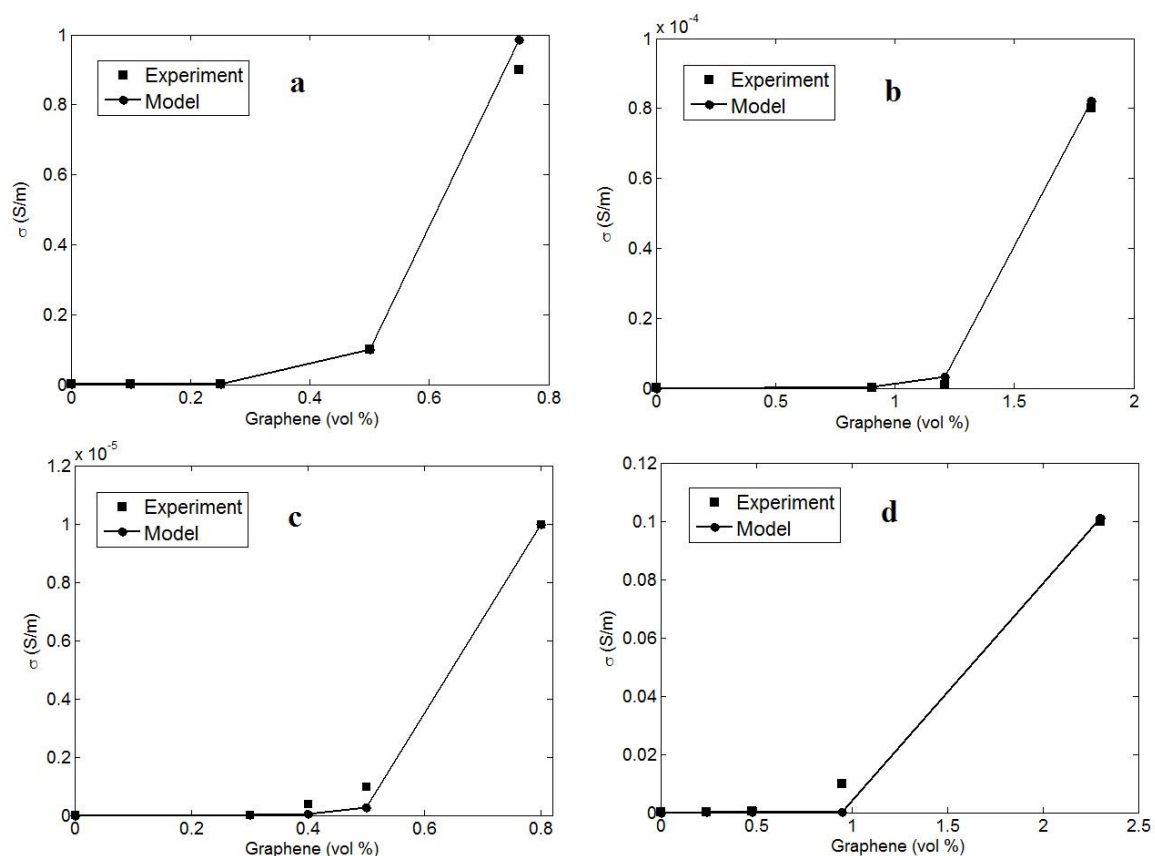 1
0.8
0.6
0.4
0.2
0
σ (S/m)
0 0.2 0.4 0.6 0.8
Graphene (vol %)
Experiment
Model
a
x 10-4
1
0.8
0.6
0.4
0.2
0
σ (S/m)
0 0.5 1 1.5 2
Graphene (vol %)
Experiment
Model
b
x 10-5
1.2
1
0.8
0.6
0.4
0.2
0
σ (S/m)
0 0.2 0.4 0.6 0.8
Graphene (vol %)
Experiment
Model
c
0.12
0.1
0.08
0.06
0.04
0.02
0
σ (S/m)
0 0.5 1 1.5 2 2.5
Graphene (vol %)
Experiment
Model
d